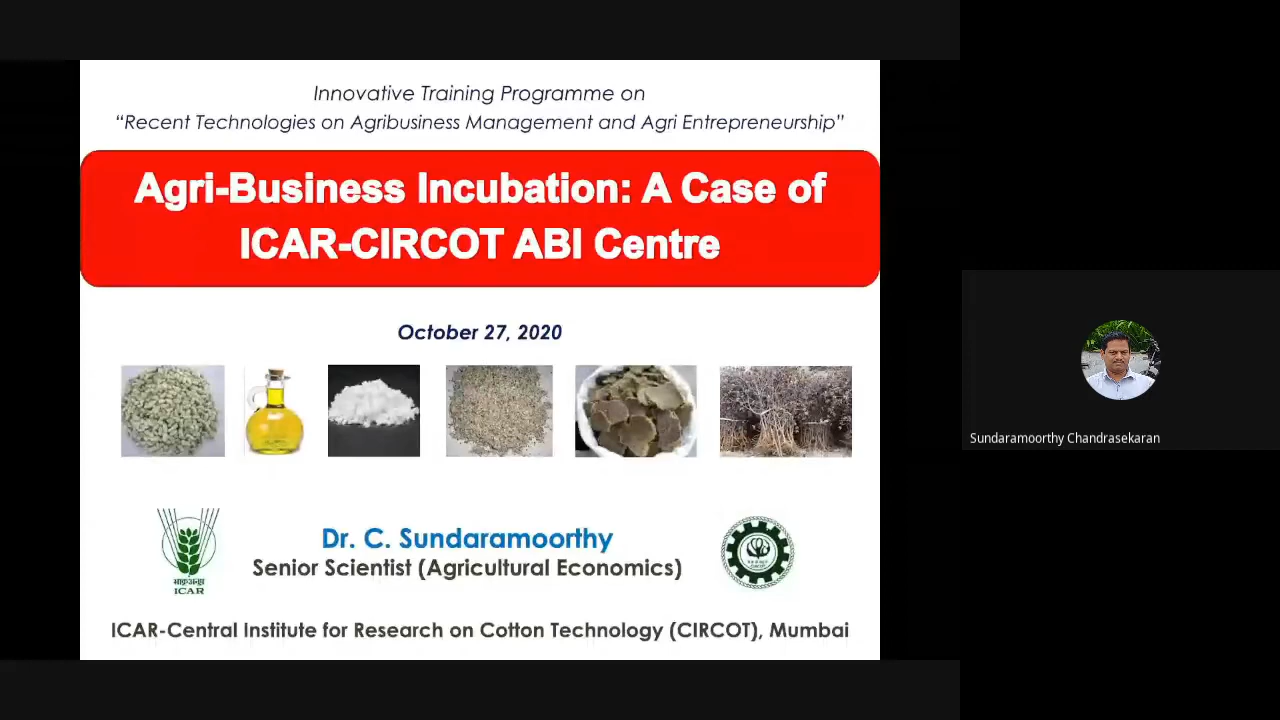 Innovative Training Programme on
“Recent Technologies on Agribusiness Management and Agri Entrepreneurship”
Agri-Business Incubation: A Case of
ICAR-CIRCOT ABI Centre
October 27, 2020
Dr. C. Sundaramoorthy
Senior Scientist (Agricultural Economics)
ICAR
ICAR-Central Institute for Research on Cotton Technology (CIRCOT), Mumbai
Sundaramoorthy Chandrasekaran